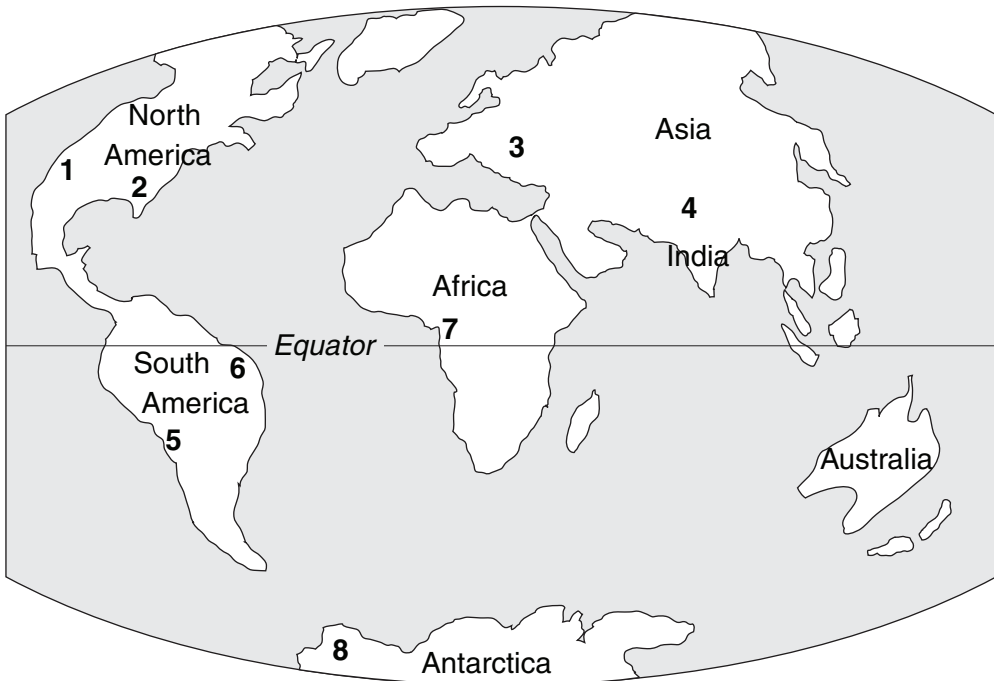 North
America
1
2
3
Asia
4
India
Africa
7
Equator
South
6
America
5
Australia
8
Antarctica